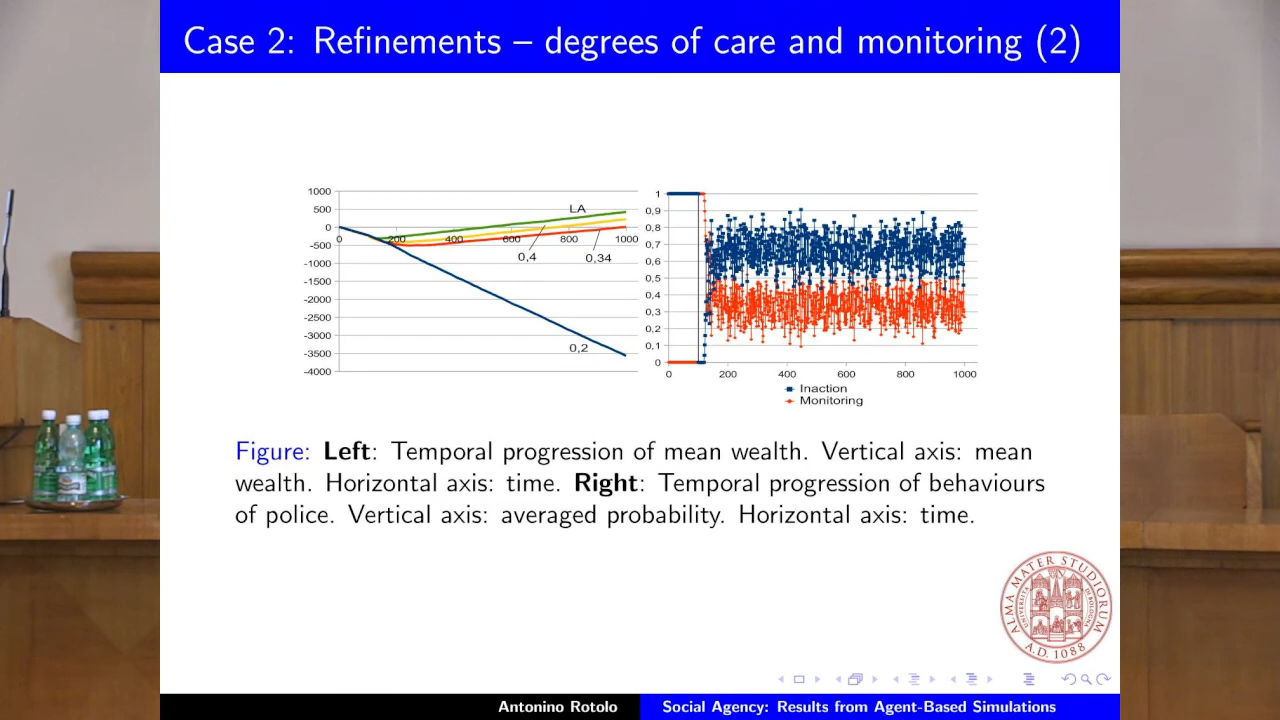 Case 2: Refinements – degrees of care and monitoring (2)
1000
500
0
-500
-1000
-1500
-2000
-2500
-3000
-3500
-4000
0 200 400 600 800 1000
LA
0,4
0,34
0,2
1
0,9
0,8
0,7
0,6
0,5
0,4
0,3
0,2
0,1
0
0 200 400 600 800 1000
Inaction
Monitoring
Figure: Left: Temporal progression of mean wealth. Vertical axis: mean
wealth. Horizontal axis: time. Right: Temporal progression of behaviours
of police. Vertical axis: averaged probability. Horizontal axis: time.
ALMA MATER STUDIORUM
A.D. 1088
Antonino Rotolo
Social Agency: Results from Agent-Based Simulations